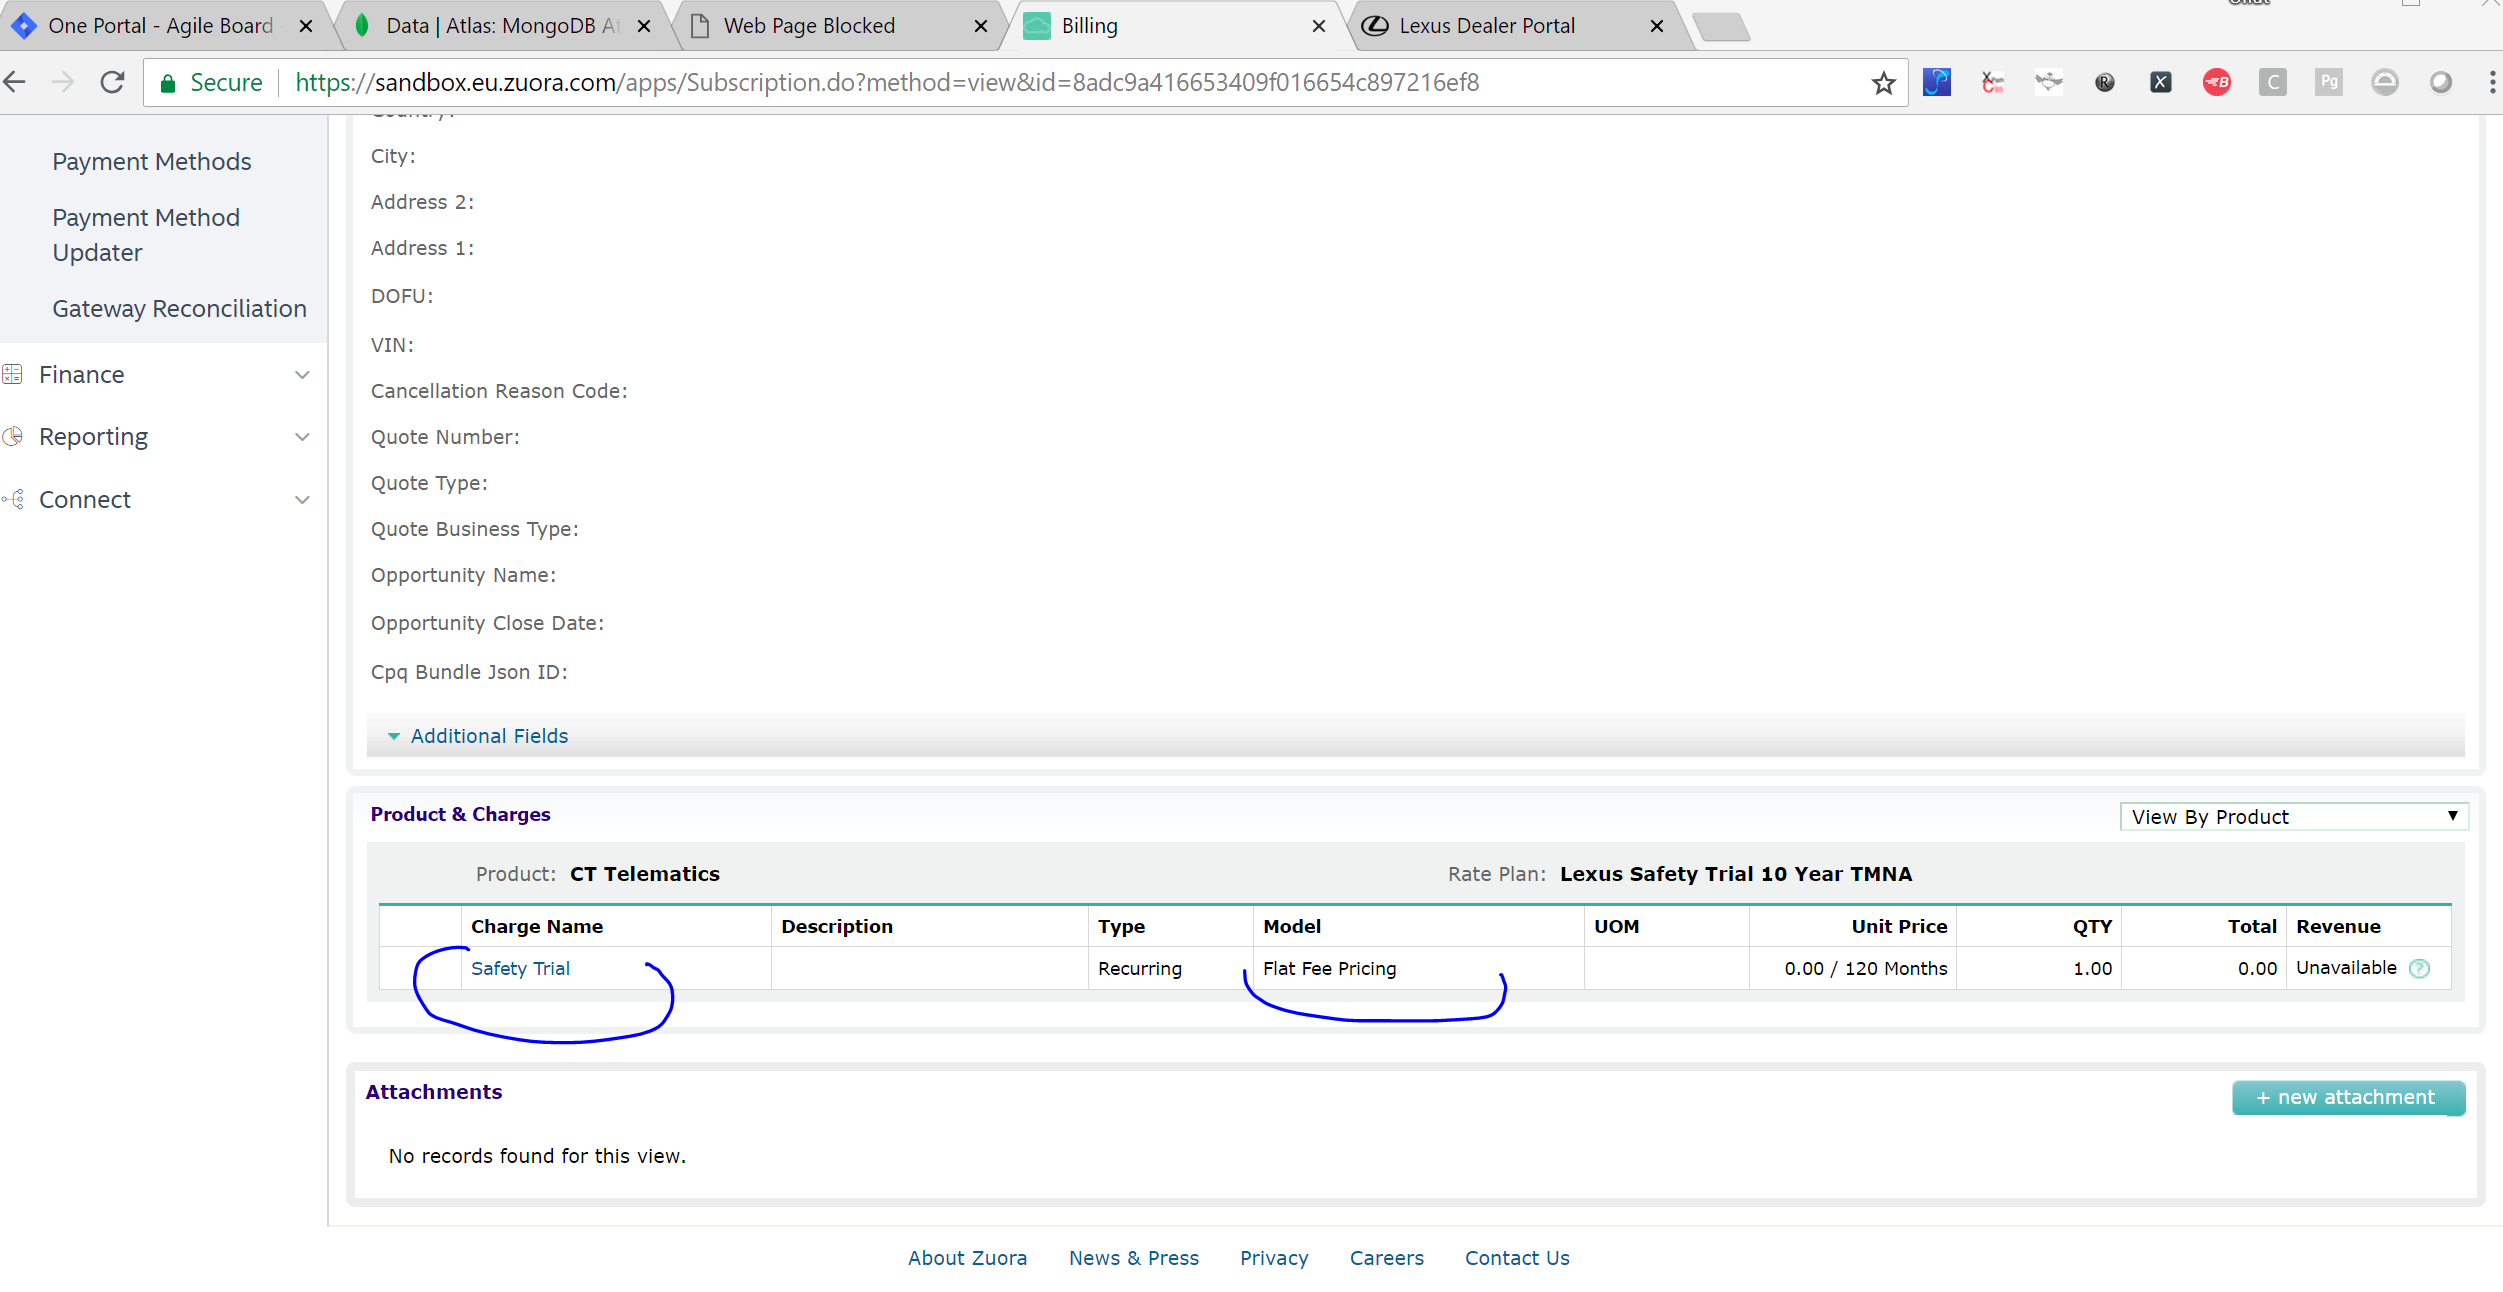 One Portal - Agile Board
Data | Atlas: MongoDB At
Web Page Blocked
Billing
Lexus Dealer Portal
Secure
https://sandbox.eu.zuora.com/apps/Subscription.do?method=view&id=8adc9a416653409f016654c897216ef8
Payment Methods
Payment Method
Updater
Gateway Reconciliation
Finance
Reporting
Connect
Country:
City:
Address 2:
Address 1:
DOFU:
VIN:
Cancellation Reason Code:
Quote Number:
Quote Type:
Quote Business Type:
Opportunity Name:
Opportunity Close Date:
Cpq Bundle Json ID:
Additional Fields
Product & Charges
View By Product
Product: CT Telematics Rate Plan: Lexus Safety Trial 10 Year TMNA
Charge Name Description Type Model UOM Unit Price QTY Total Revenue
Safety Trial Recurring Flat Fee Pricing 0.00 / 120 Months 1.00 0.00 Unavailable ?
Attachments
+ new attachment
No records found for this view.
About Zuora News & Press Privacy Careers Contact Us